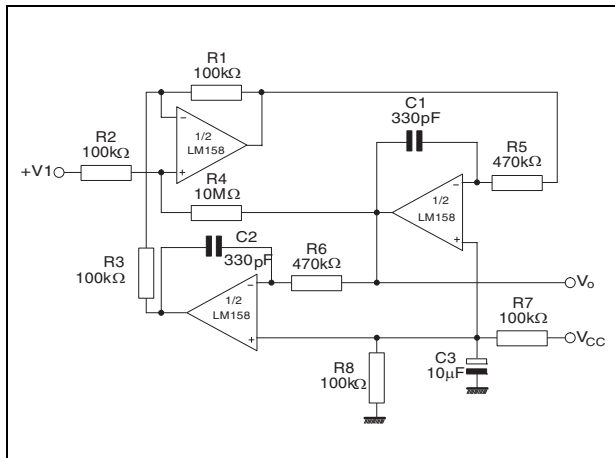 R1
100kΩ
C1
330pF
R2
100kΩ
1/2
LM158
R5
470kΩ
+V1
R4
10MΩ
1/2
LM158
R3
100kΩ
C2
330pF
R6
470kΩ
1/2
LM158
Vo
R7
100kΩ
VCC
R8
100kΩ
C3
10μF